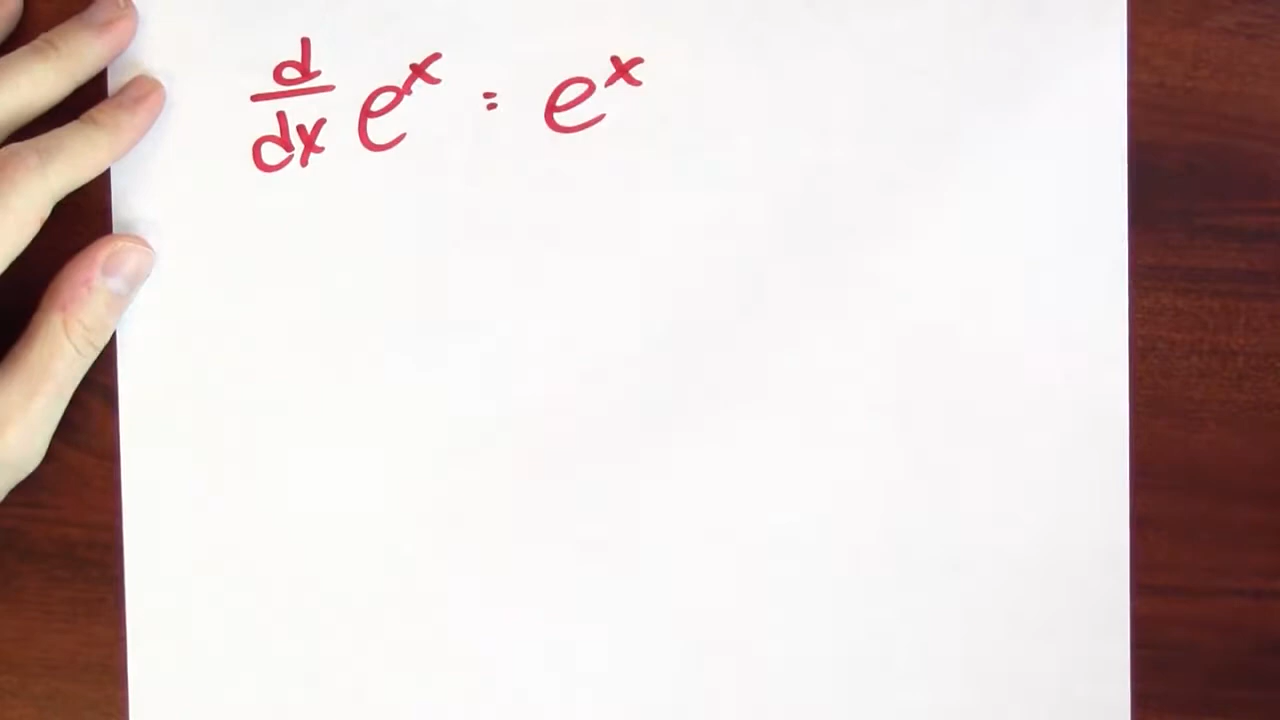 d/dx e^x = e^x